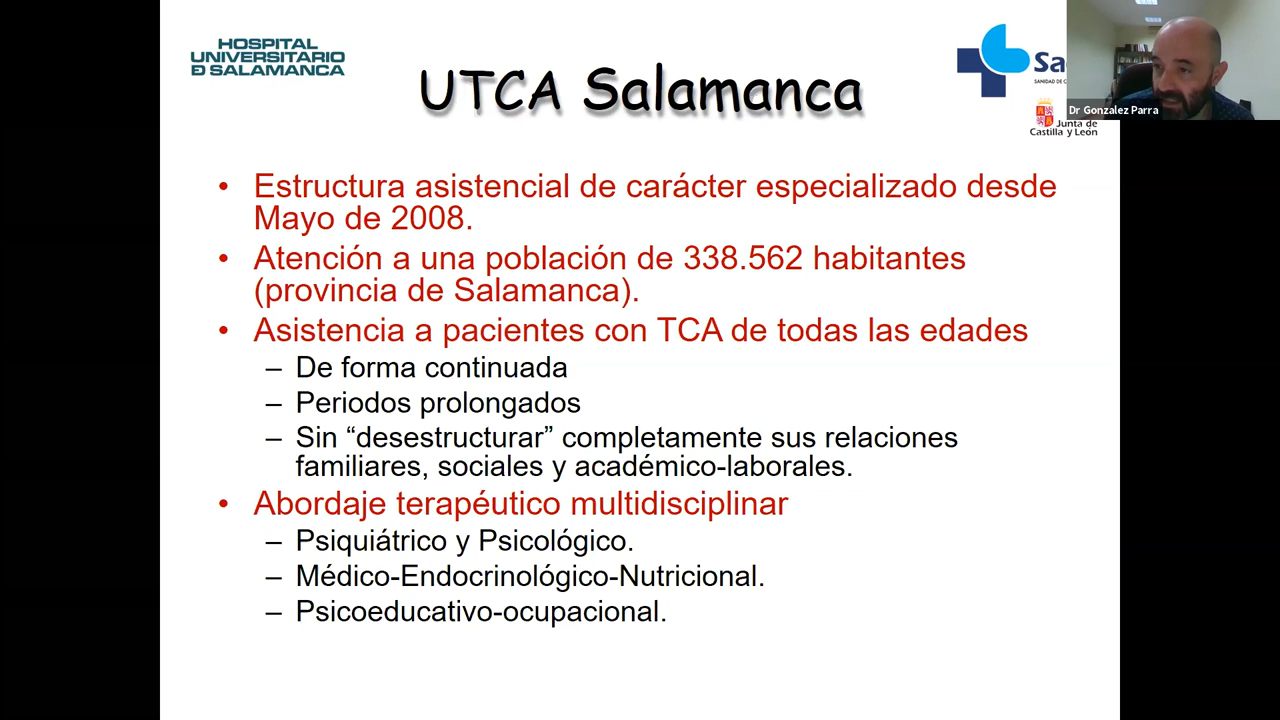 HOSPITAL
UNIVERSITARIO
DE SALAMANCA
UTCA Salamanca
Dr Gonzalez Parra
Junta de
Castilla y León
• Estructura asistencial de carácter especializado desde
Mayo de 2008.
• Atención a una población de 338.562 habitantes
(provincia de Salamanca).
• Asistencia a pacientes con TCA de todas las edades
– De forma continuada
– Periodos prolongados
– Sin “desestructurar” completamente sus relaciones
familiares, sociales y académico-laborales.
• Abordaje terapéutico multidisciplinar
– Psiquiátrico y Psicológico.
– Médico-Endocrinológico-Nutricional.
– Psicoeducativo-ocupacional.